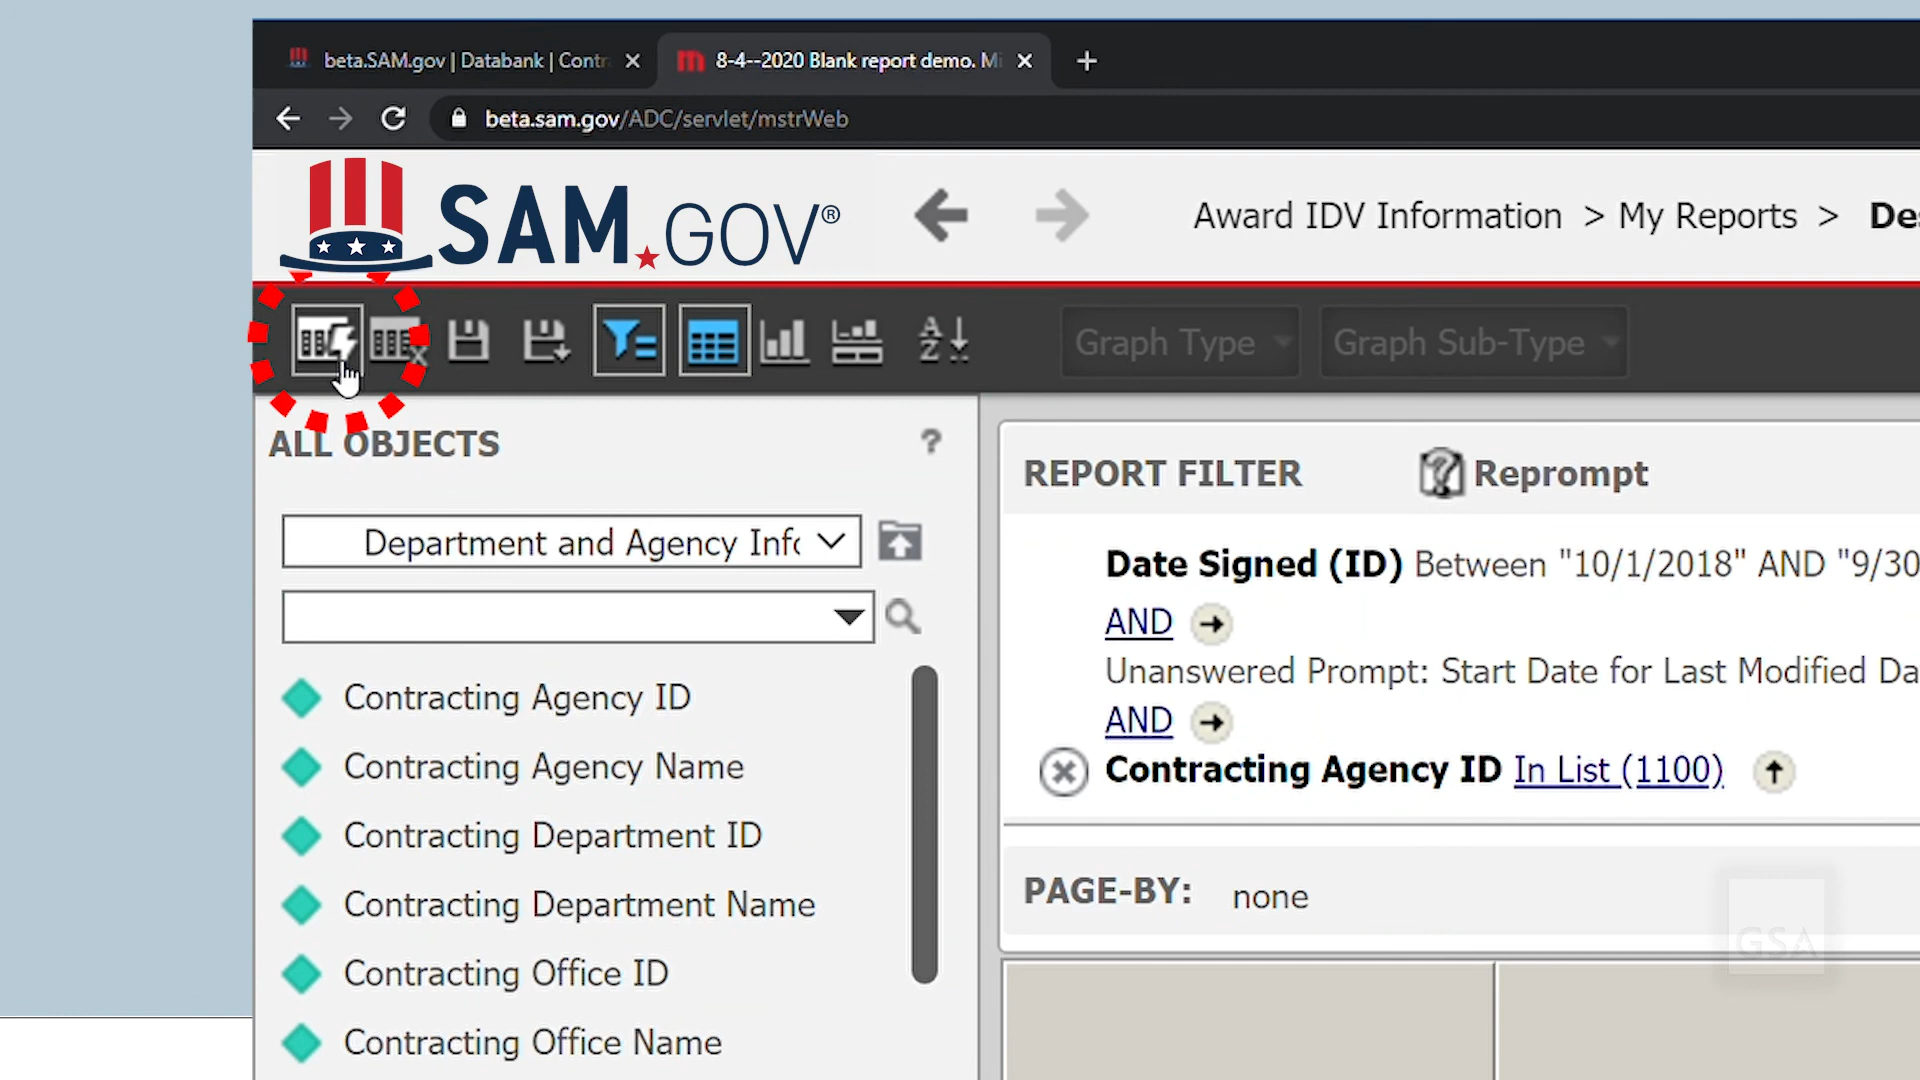 beta.SAM.gov | Databank | Contr
8-4--2020 Blank report demo. Mi
beta.sam.gov/ADC/servlet/mstrWeb
SAM.GOV®
Award IDV Information > My Reports > Des
Graph Type
Graph Sub-Type
ALL OBJECTS
?
Department and Agency Info
Contracting Agency ID
Contracting Agency Name
Contracting Department ID
Contracting Department Name
Contracting Office ID
Contracting Office Name
REPORT FILTER
Reprompt
Date Signed (ID) Between "10/1/2018" AND "9/30
AND
Unanswered Prompt: Start Date for Last Modified Da
AND
Contracting Agency ID In List (1100)
PAGE-BY: none
GSA